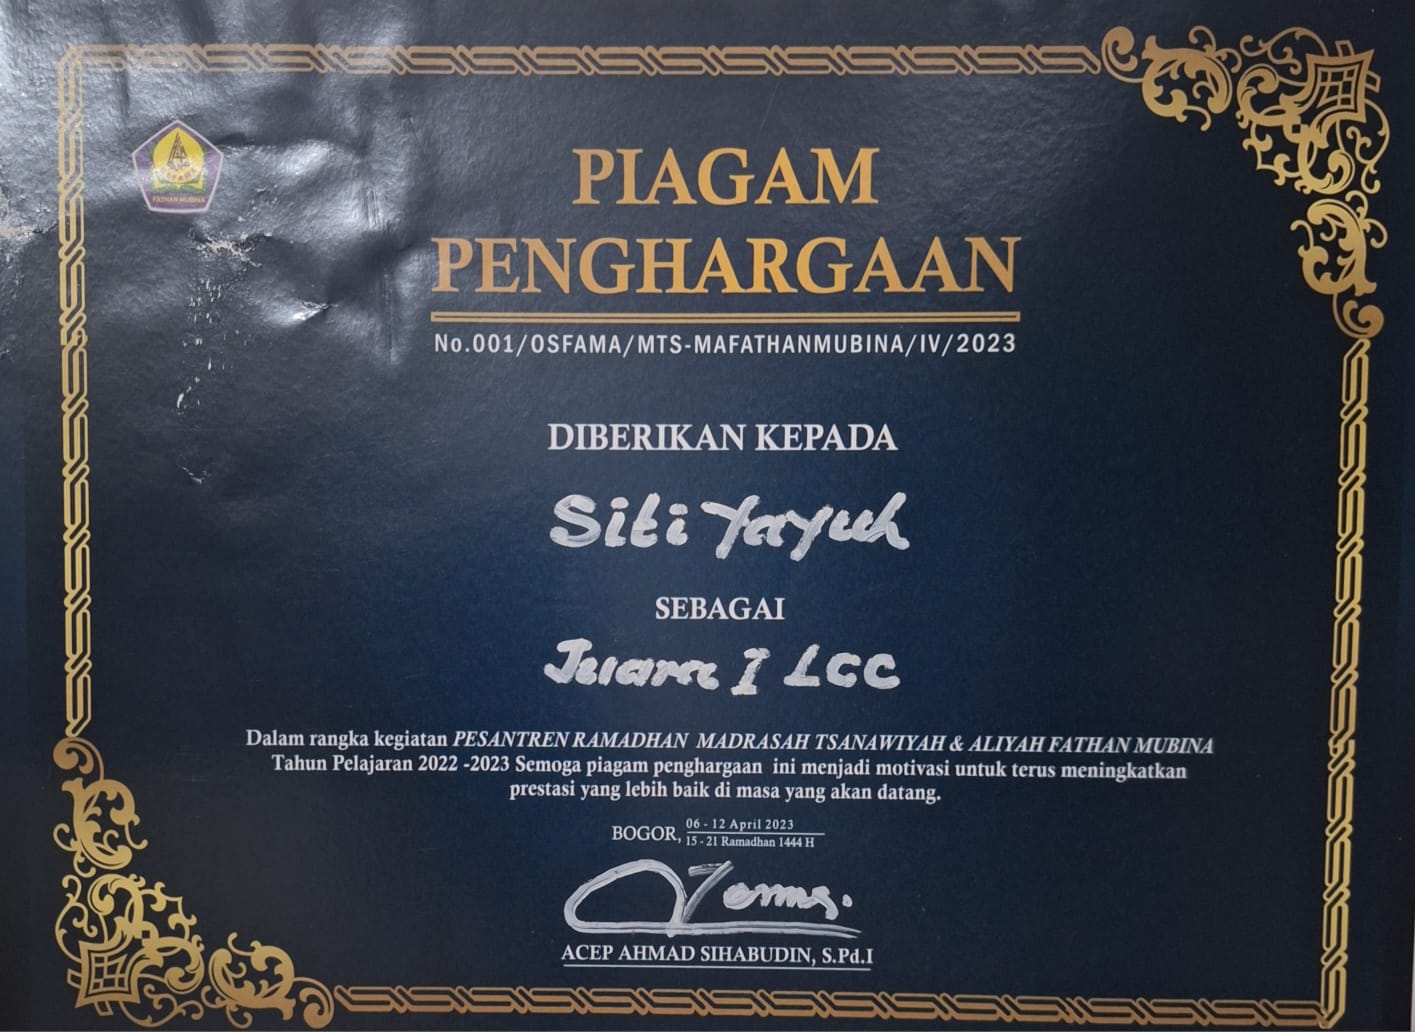 FATHAN MUBINA
PIAGAM
PENGHARGAAN
No.001/OSFAMA/MTS-MAFATHANMUBINA/IV/2023
DIBERIKAN KEPADA
Siti Yayuh
SEBAGAI
Juara I LCC
Dalam rangka kegiatan PESANTREN RAMADHAN MADRASAH TSANAWIYAH & ALIYAH FATHAN MUBINA
Tahun Pelajaran 2022 -2023 Semoga piagam penghargaan ini menjadi motivasi untuk terus meningkatkan
prestasi yang lebih baik di masa yang akan datang.
BOGOR, 06 - 12 April 2023
15 - 21 Ramadhan 1444 H
ACEP AHMAD SIHABUDIN, S.Pd.I